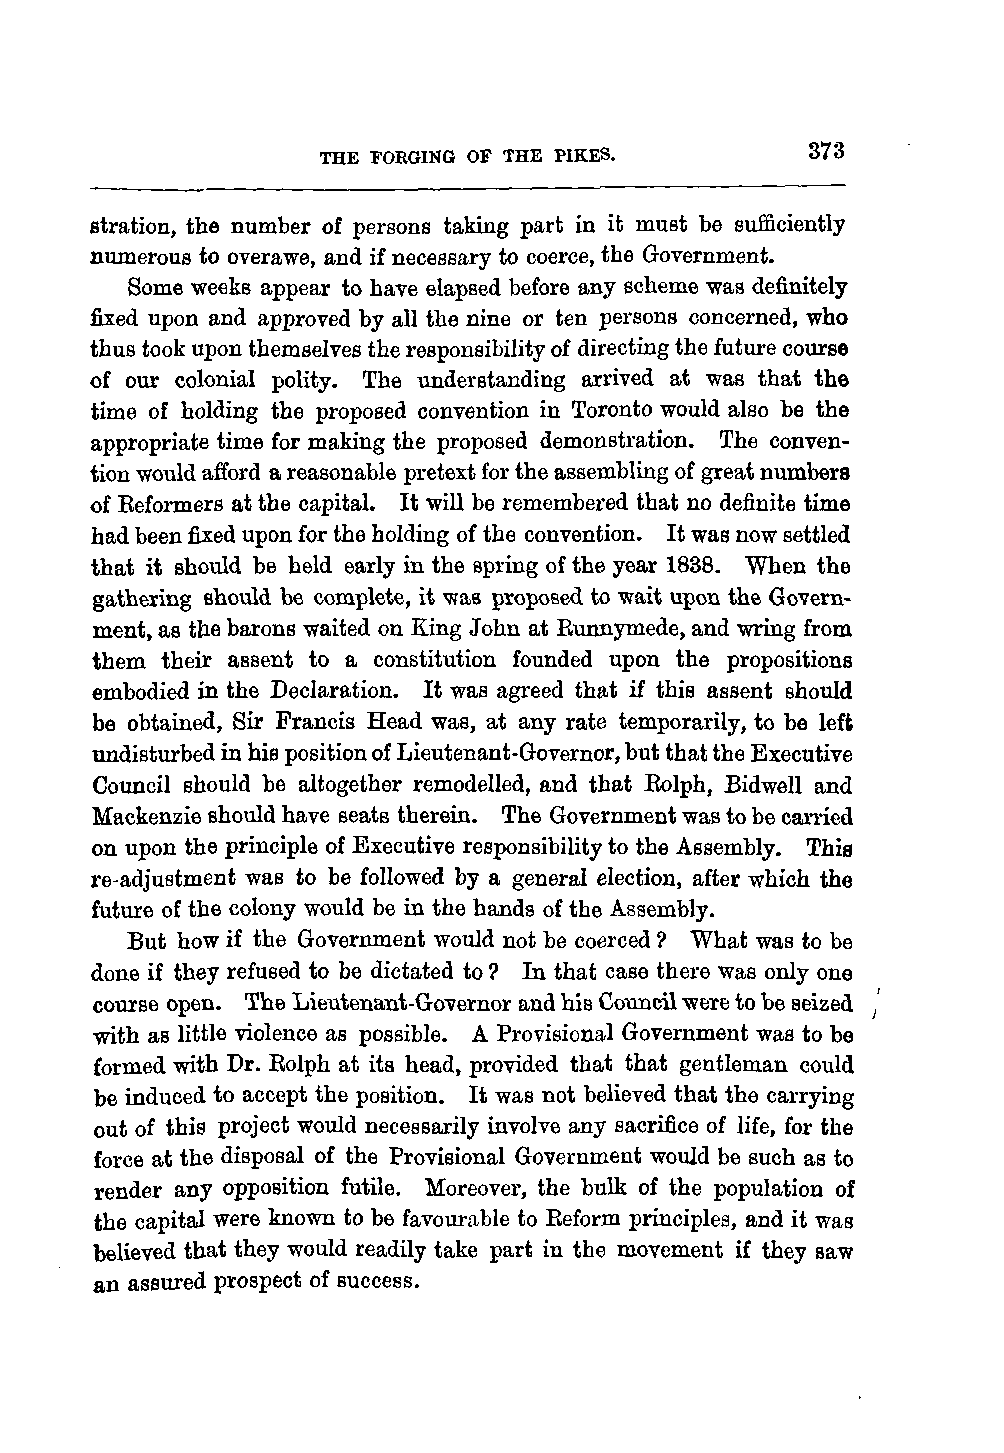 THE FORGING OF THE PIKES. 373
stration, the number of persons taking part in it must be sufficiently
numerous to overawe, and if necessary to coerce, the Government.
Some weeks appear to have elapsed before any scheme was definitely
fixed upon and approved by all the nine or ten persons concerned, who
thus took upon themselves the responsibility of directing the future course
of our colonial polity. The understanding arrived at was that the
time of holding the proposed convention in Toronto would also be the
appropriate time for making the proposed demonstration. The conven-
tion would afford a reasonable pretext for the assembling of great numbers
of Reformers at the capital. It will be remembered that no definite time
had been fixed upon for the holding of the convention. It was now settled
that it should be held early in the spring of the year 1838. When the
gathering should be complete, it was proposed to wait upon the Govern-
ment, as the barons waited on King John at Runnymede, and wring from
them their assent to a constitution founded upon the propositions
embodied in the Declaration. It was agreed that if this assent should
be obtained, Sir Francis Head was, at any rate temporarily, to be left
undisturbed in his position of Lieutenant-Governor, but that the Executive
Council should be altogether remodelled, and that Rolph, Bidwell and
Mackenzie should have seats therein. The Government was to be carried
on upon the principle of Executive responsibility to the Assembly. This
re-adjustment was to be followed by a general election, after which the
future of the colony would be in the hands of the Assembly.
But how if the Government would not be coerced? What was to be
done if they refused to be dictated to? In that case there was only one
course open. The Lieutenant-Governor and his Council were to be seized
with as little violence as possible. A Provisional Government was to be
formed with Dr. Rolph at its head, provided that that gentleman could
be induced to accept the position. It was not believed that the carrying
out of this project would necessarily involve any sacrifice of life, for the
force at the disposal of the Provisional Government would be such as to
render any opposition futile. Moreover, the bulk of the population of
the capital were known to be favourable to Reform principles, and it was
believed that they would readily take part in the movement if they saw
an assured prospect of success.